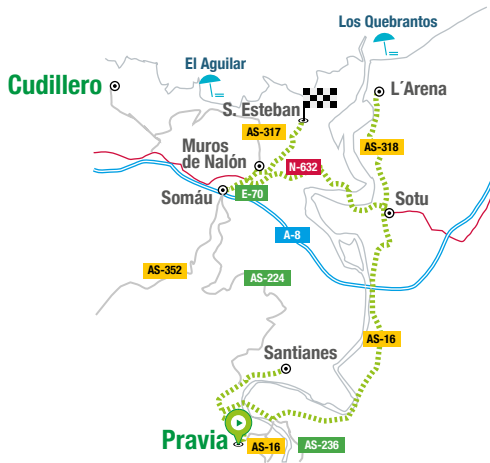 Los Quebrantos
El Aguilar
Cudillero
L´Arena
S. Esteban
AS-317
Muros
de Nalón
N-632
AS-318
Somáu
E-70
Sotu
A-8
AS-352
AS-224
AS-16
Santianes
Pravia
AS-16
AS-236